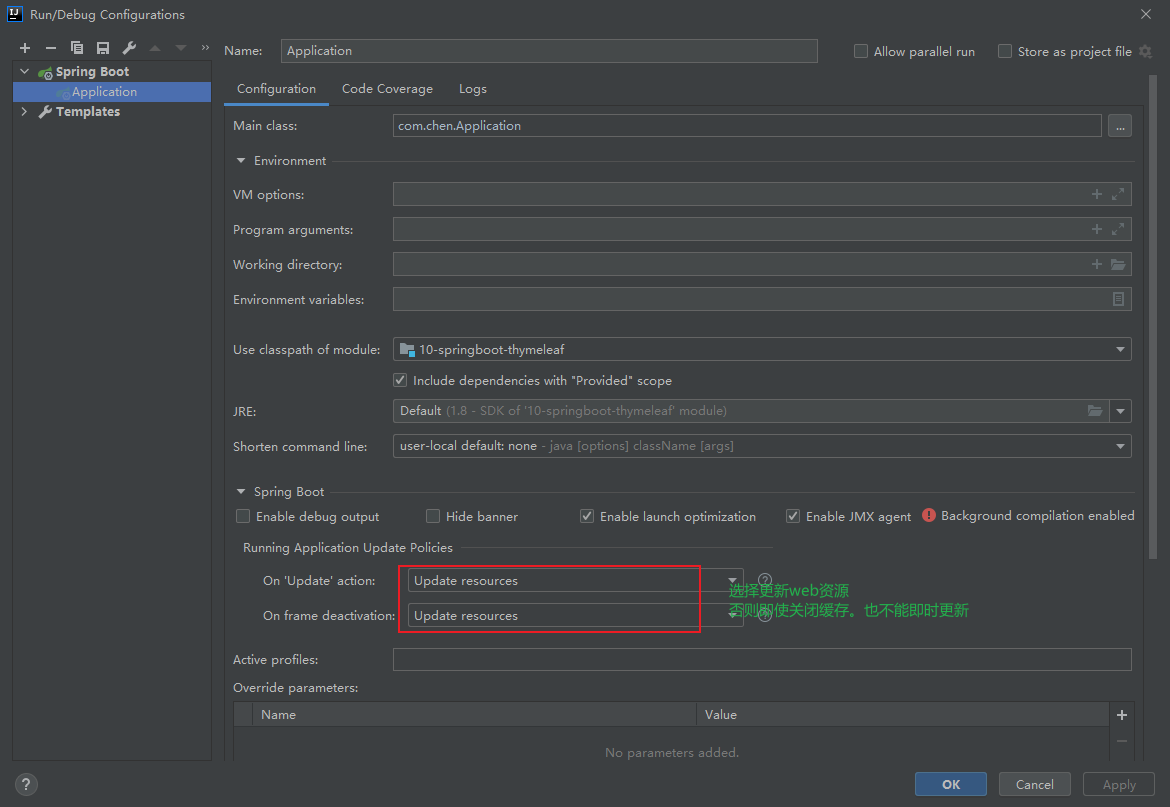 Run/Debug Configurations
Name: Application Allow parallel run Store as project file
Spring Boot
Application
Templates
Configuration Code Coverage Logs
Main class: com.chen.Application ...
Environment
VM options:
Program arguments:
Working directory:
Environment variables:
Use classpath of module: 10-springboot-thymeleaf
Include dependencies with "Provided" scope
JRE: Default (1.8 - SDK of '10-springboot-thymeleaf' module)
Shorten command line: user-local default: none - java [options] className [args]
Spring Boot
Enable debug output Hide banner Enable launch optimization Enable JMX agent Background compilation enabled
Running Application Update Policies
On 'Update' action: Update resources ?
选择更新web资源
On frame deactivation: Update resources ?
否则即使关闭缓存。也不能即时更新
Active profiles:
Override parameters:
Name Value
No parameters added.
? OK Cancel Apply